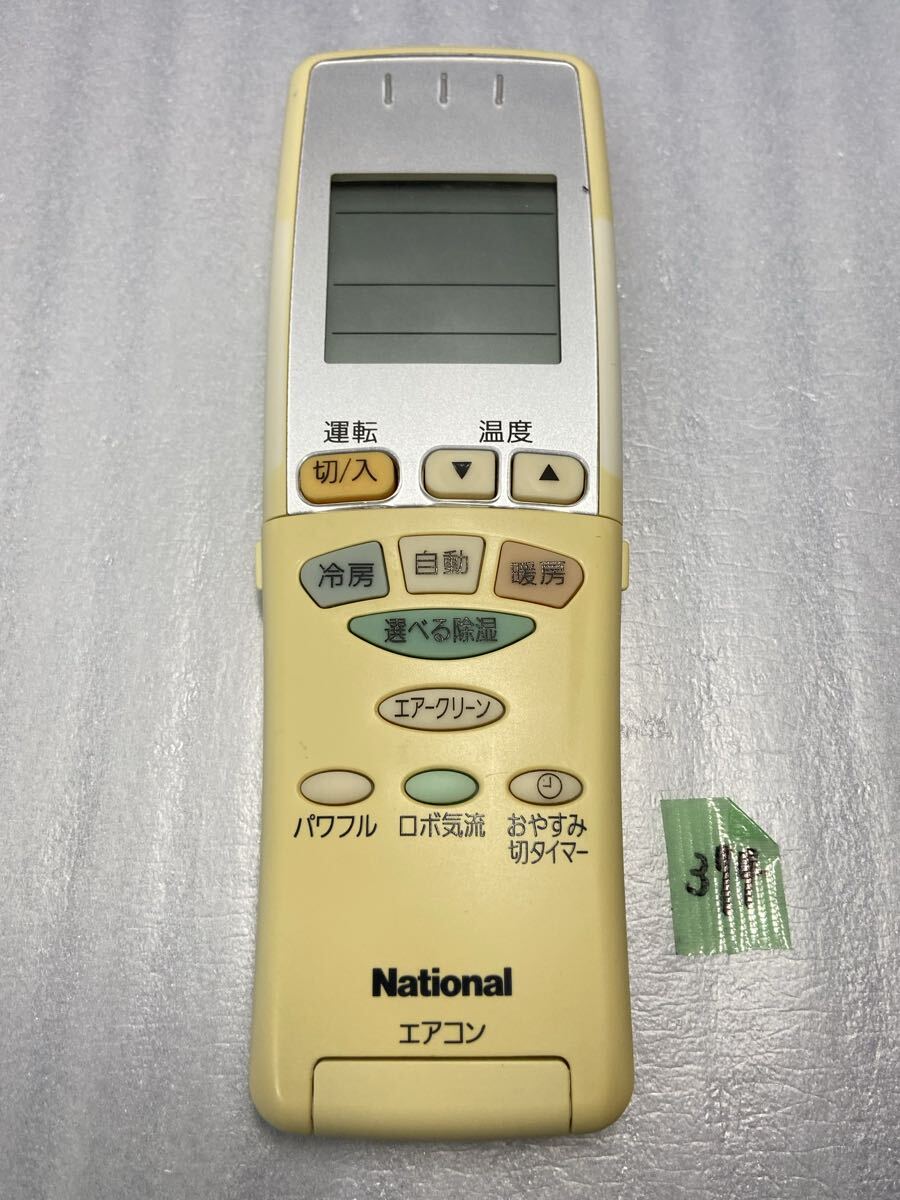 運転 温度
切/入 ▼ ▲
冷房 自動 暖房
選べる除湿
エアークリーン
パワフル ロボ気流 おやすみ
切タイマー
National
エアコン